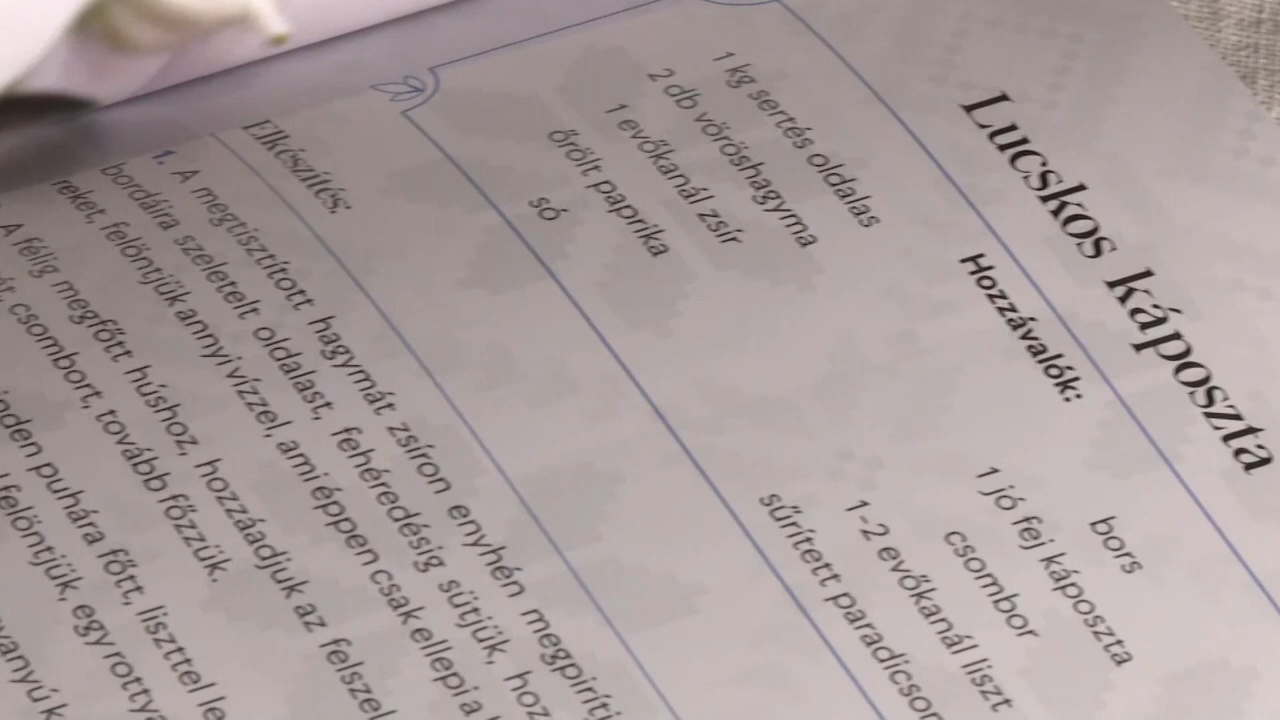 Lucskos káposzta
Hozzávalók:
1 kg sertés oldalas
2 db vöröshagyma
1 evőkanál zsír
őrölt paprika
só
bors
1 jó fej káposzta
csombor
1-2 evőkanál liszt
sűrített
Elkészítés:
1. A megtisztított hagymát zsíron enyhén
bordáira szeletelt oldalast, fehéredésig sütjük,
reket, felöntjük annyi vízzel, ami éppen csak ellepi a
A félig megfőtt húshoz, hozzáadjuk az
csombort, tovább főzzük.
puhára főtt, liszttel
felöntjük, egy